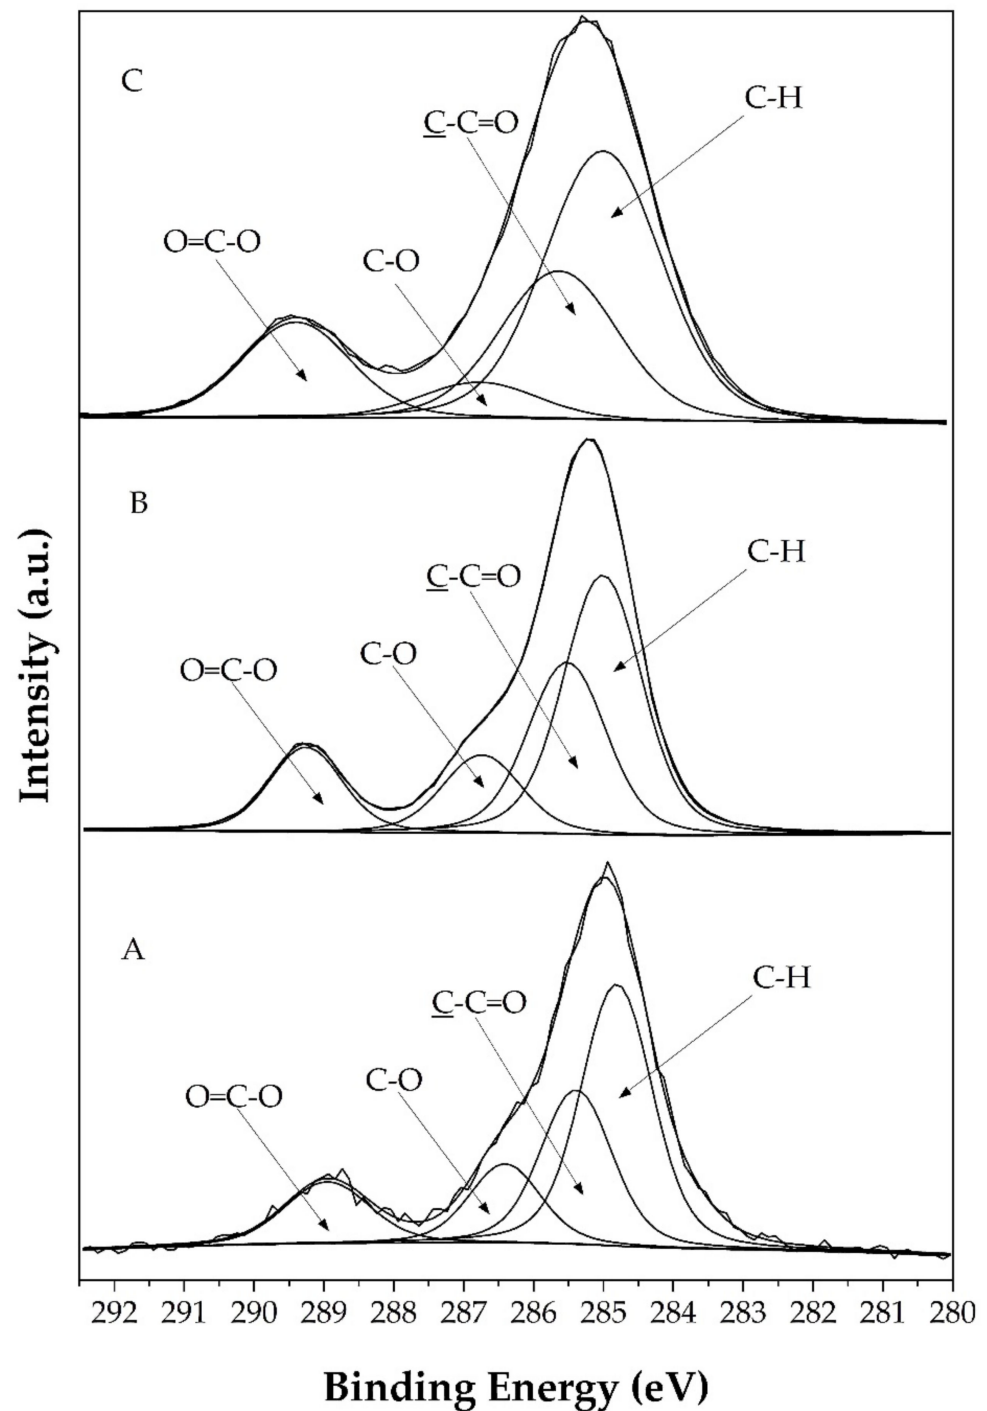 C
C-H
C-C=O
O=C-O
C-O
B
C-H
C-C=O
C-O
O=C-O
A
C-H
C-C=O
C-O
O=C-O
Intensity (a.u.)
292 291 290 289 288 287 286 285 284 283 282 281 280
Binding Energy (eV)